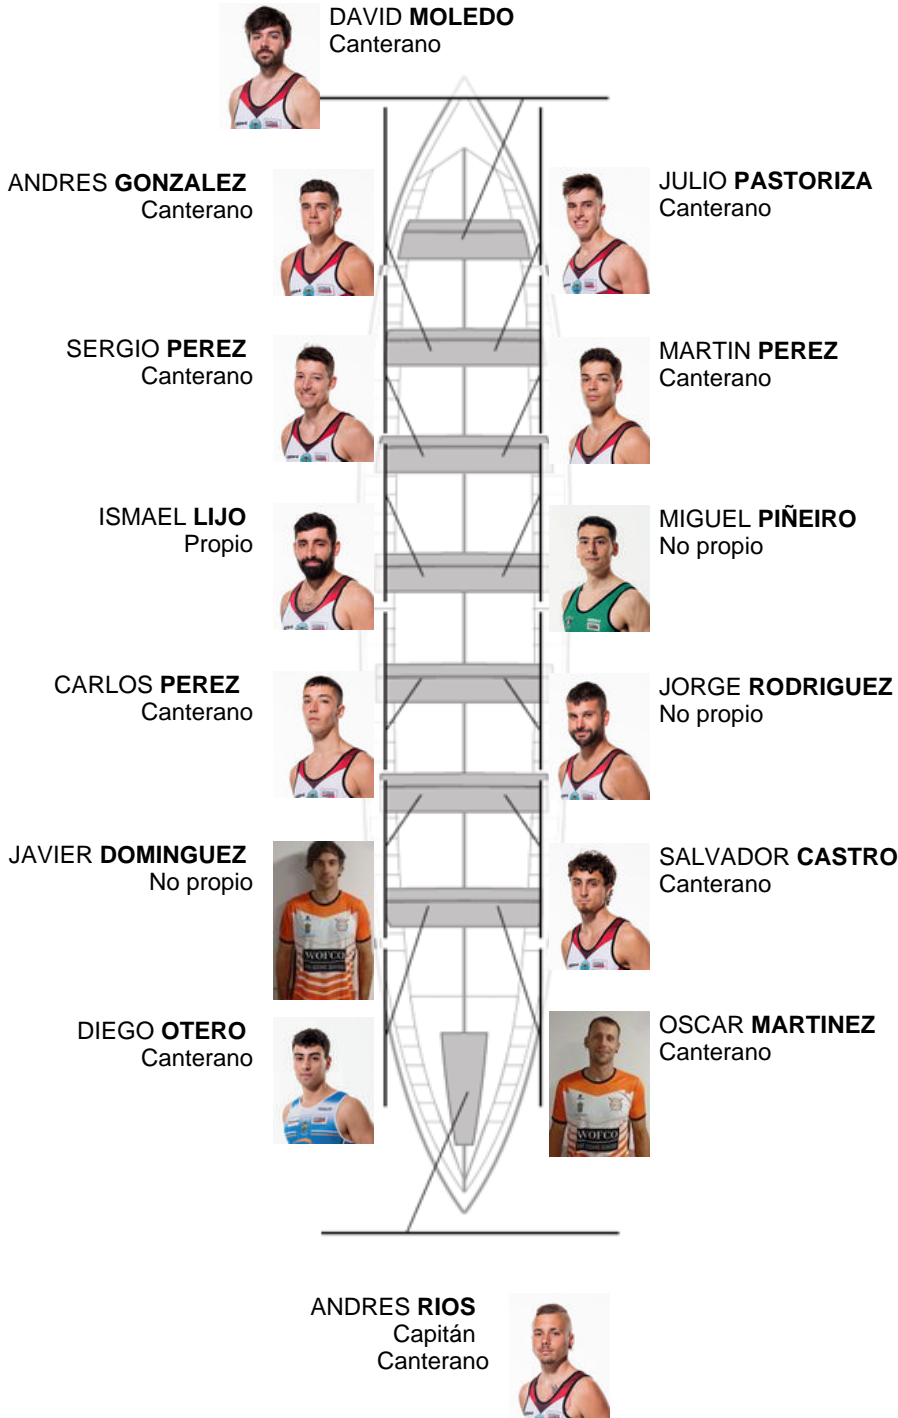 DAVID MOLEDO
Canterano
ANDRES GONZALEZ
Canterano
JULIO PASTORIZA
Canterano
SERGIO PEREZ
Canterano
MARTIN PEREZ
Canterano
ISMAEL LIJO
Propio
MIGUEL PIÑEIRO
No propio
CARLOS PEREZ
Canterano
JORGE RODRIGUEZ
No propio
JAVIER DOMINGUEZ
No propio
SALVADOR CASTRO
Canterano
WOFCO
DIEGO OTERO
Canterano
OSCAR MARTINEZ
Canterano
WOFCO
ANDRES RIOS
Capitán
Canterano